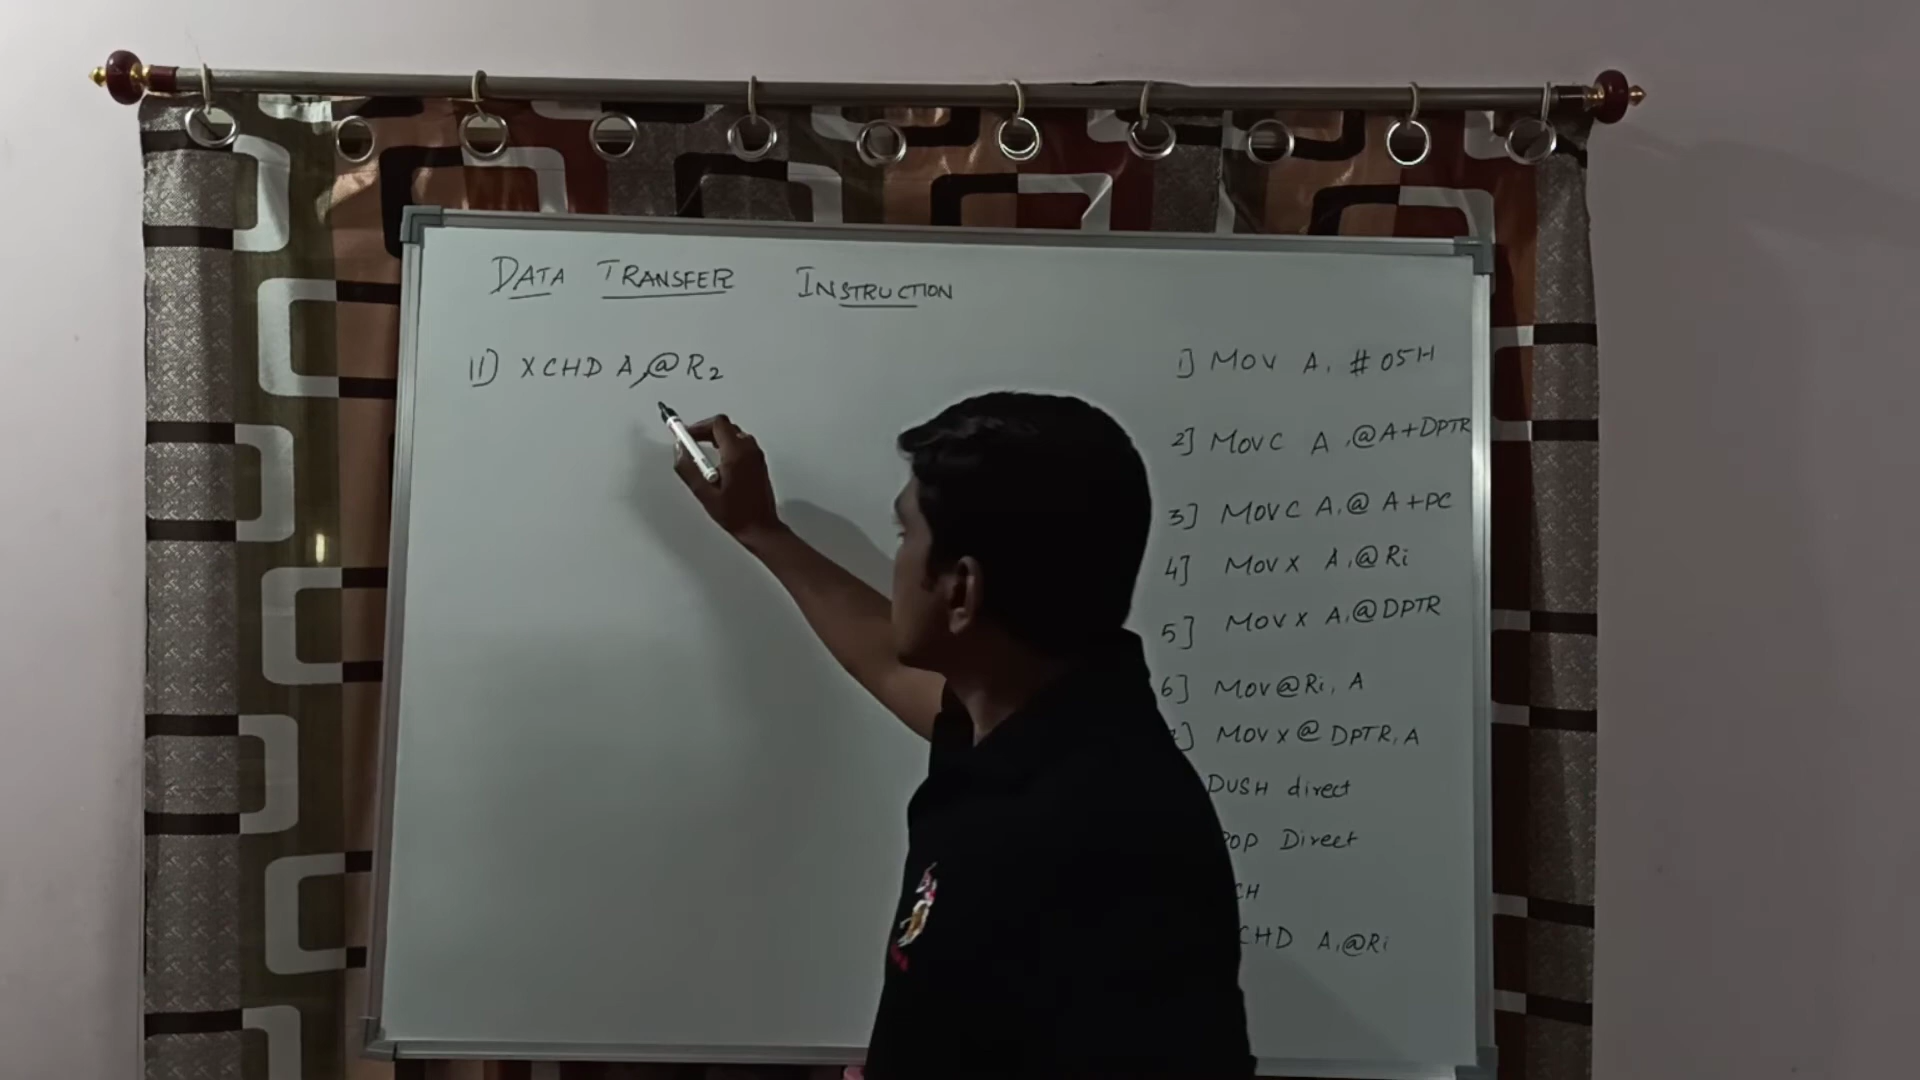 DATA TRANSFER INSTRUCTION
11] XCHD A,@R2
1] MOV A, #05H
2] MOVC A,@A+DPTR
3] MOVC A,@A+PC
4] MOVX A,@Ri
5] MOVX A,@DPTR
6] MOV@Ri, A
] MOVX@DPTR, A
PUSH direct
POP Direct
CH
CHD A,@Ri